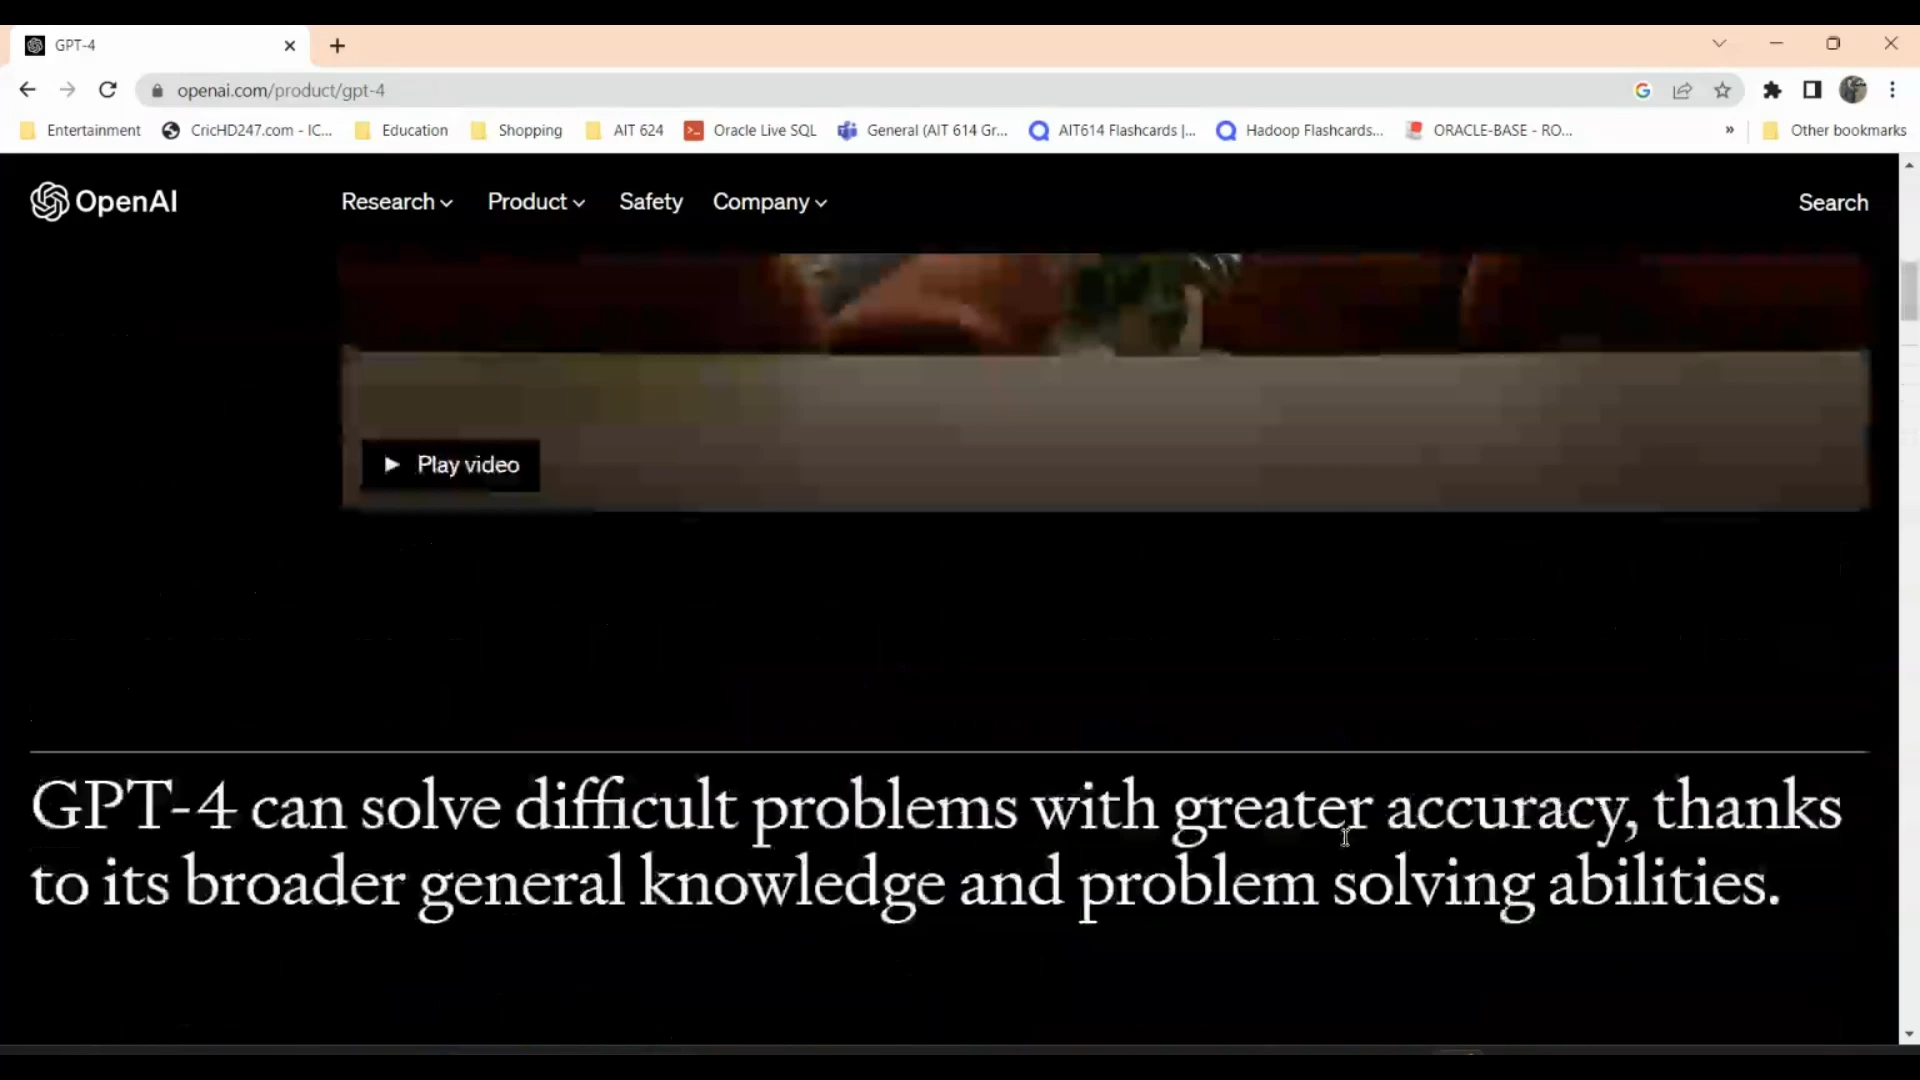 GPT-4
openai.com/product/gpt-4
Entertainment CricHD247.com - IC... Education Shopping AIT 624 Oracle Live SQL General (AIT 614 Gr... AIT614 Flashcards |... Hadoop Flashcards... ORACLE-BASE - RO... » Other bookmarks
OpenAI Research Product Safety Company Search
Play video
GPT-4 can solve difficult problems with greater accuracy, thanks
to its broader general knowledge and problem solving abilities.